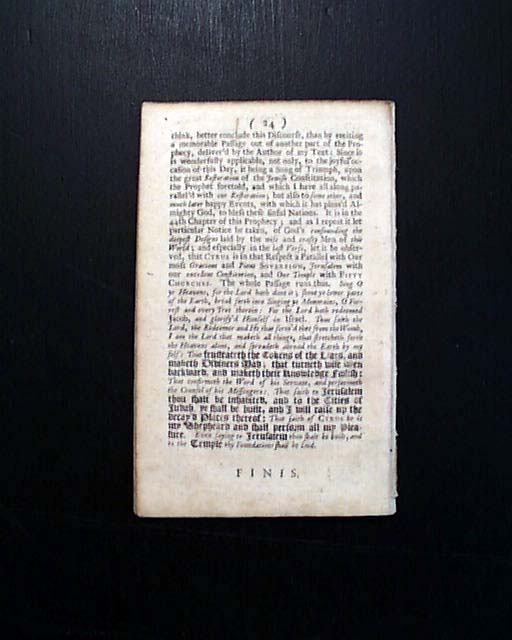 ( 24 )
think, better conclude this Discourse, than by reciting
a memorable Passage out of another part of the Pro-
phecy, deliver'd by the Author of my Text: Since it
is wonderfully applicable, not only, to the joyful oc-
casion of this Day, it being a Song of Triumph, upon
the great Restoration of the Jewish Constitution, which
the Prophet foretold, and which I have all along pa-
rallel'd with our Restoration; but also to some other, and
much later happy Events, with which it has pleas'd Al-
mighty God, to bless these sinful Nations. It is in the
44th Chapter of this Prophecy; and as I repeat it let
particular Notice be taken, of God's confounding the
deepest Designs laid by the wise and crafty Men of this
World; and especially in the last Verse, let it be obser-
ved, that CYRUS is in that Respect a Parallel with Our
most Gracious and Pious SOVEREIGN, Jerusalem with
our excellent Constitution, and Our Temple with FIFTY
CHURCHES. The whole Passage runs thus. Sing O
ye Heavens, for the Lord hath done it; shout ye lower parts
of the Earth, break forth into Singing ye Mountains, O For-
rest and every Tree therein: For the Lord hath redeemed
Jacob, and glorify'd Himself in Israel. Thus saith the
Lord, the Redeemer and He that form'd thee from the Womb,
I am the Lord that maketh all things, that stretcheth forth
the Heavens alone, and spreadeth abroad the Earth by my
self: That frustrateth the Tokens of the Liars, and
maketh Diviners Mad; that turneth wise Men
backward, and maketh their Knowledge Foolish:
That confirmeth the Word of his Servant, and performeth
the Counsel of his Messengers: That saith to Jerusalem
thou shalt be inhabited, and to the Cities of
Judah, ye shall be built, and I will raise up the
decay'd Places thereof: That saith of CYRUS he is
my Shepheard and shall perform all my Plea-
sure. Even saying to Jerusalem thou shalt be built; and
to the Temple thy Foundations shall be laid.
FINIS.